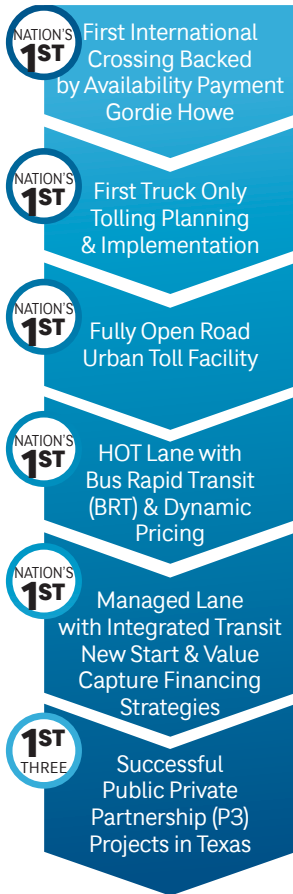 NATION'S
1ST
First International
Crossing Backed
by Availability Payment
Gordie Howe
NATION'S
1ST
First Truck Only
Tolling Planning
& Implementation
NATION'S
1ST
Fully Open Road
Urban Toll Facility
NATION'S
1ST
HOT Lane with
Bus Rapid Transit
(BRT) & Dynamic
Pricing
NATION'S
1ST
Managed Lane
with Integrated Transit
New Start & Value
Capture Financing
Strategies
1ST
THREE
Successful
Public Private
Partnership (P3)
Projects in Texas